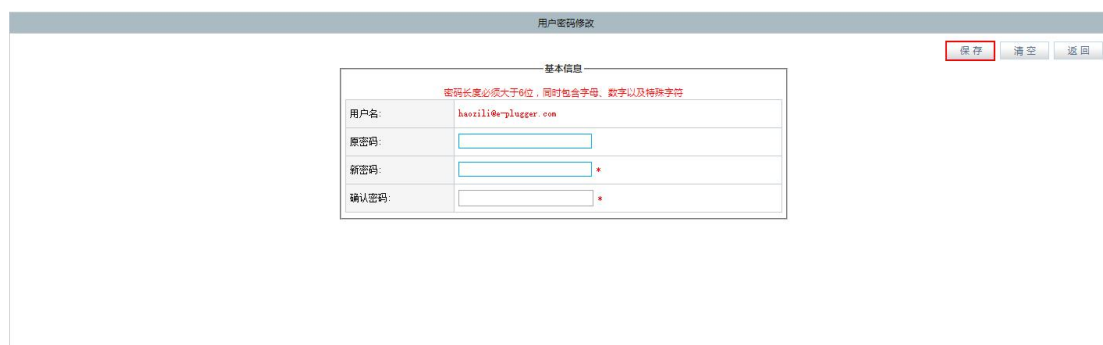 用户密码修改
保存 清空 返回
基本信息
密码长度必须大于6位，同时包含字母、数字以及特殊字符
用户名: haozili@e-plugger.com
原密码:
新密码: *
确认密码: *